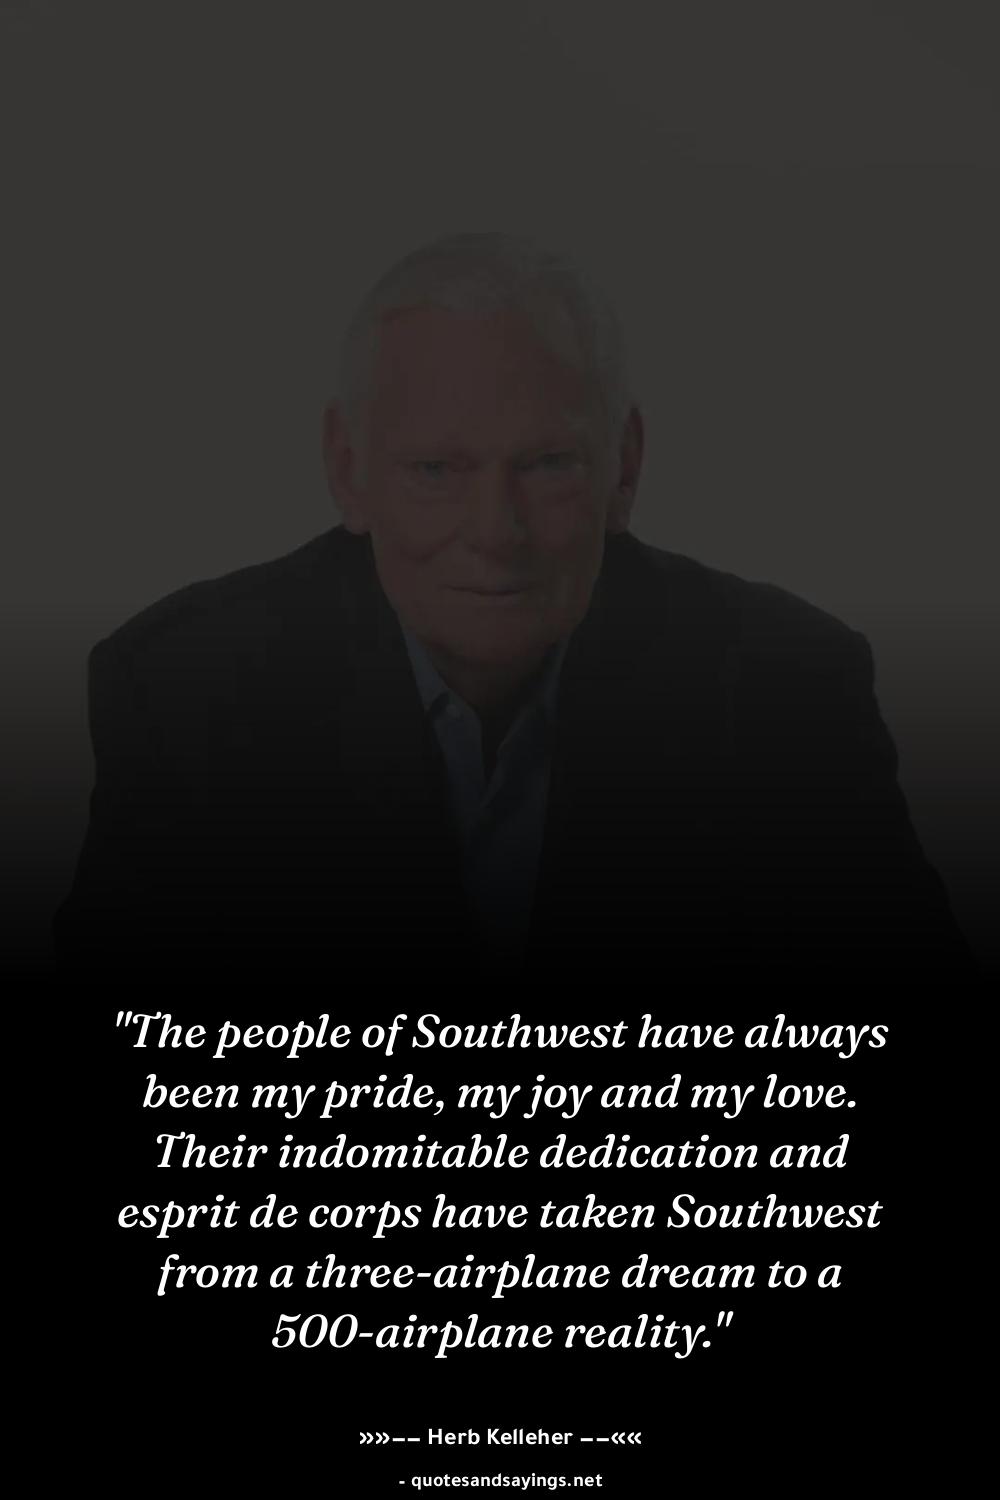 "The people of Southwest have always
been my pride, my joy and my love.
Their indomitable dedication and
esprit de corps have taken Southwest
from a three-airplane dream to a
500-airplane reality."
»»–– Herb Kelleher ––««
- quotesandsayings.net